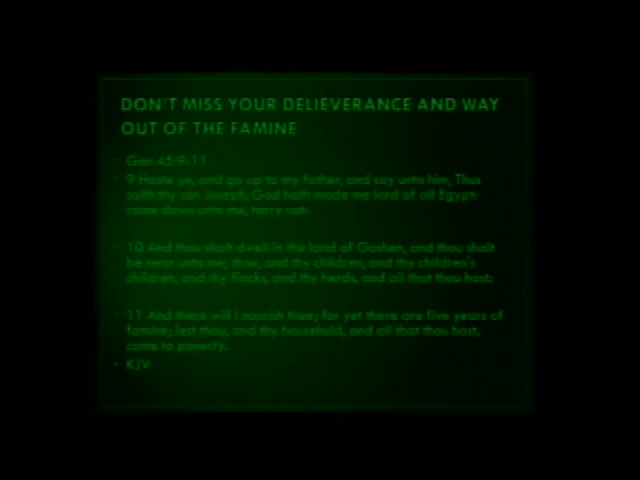 DON'T MISS YOUR DELIEVERANCE AND WAY
OUT OF THE FAMINE
Gen 45:9-11
9 Haste ye, and go up to my father, and say unto him, Thus
saith thy son Joseph, God hath made me lord of all Egypt:
come down unto me, tarry not:
10 And thou shalt dwell in the land of Goshen, and thou shalt
be near unto me, thou, and thy children, and thy children's
children, and thy flocks, and thy herds, and all that thou hast:
11 And there will I nourish thee; for yet there are five years of
famine; lest thou, and thy household, and all that thou hast,
come to poverty.
KJV